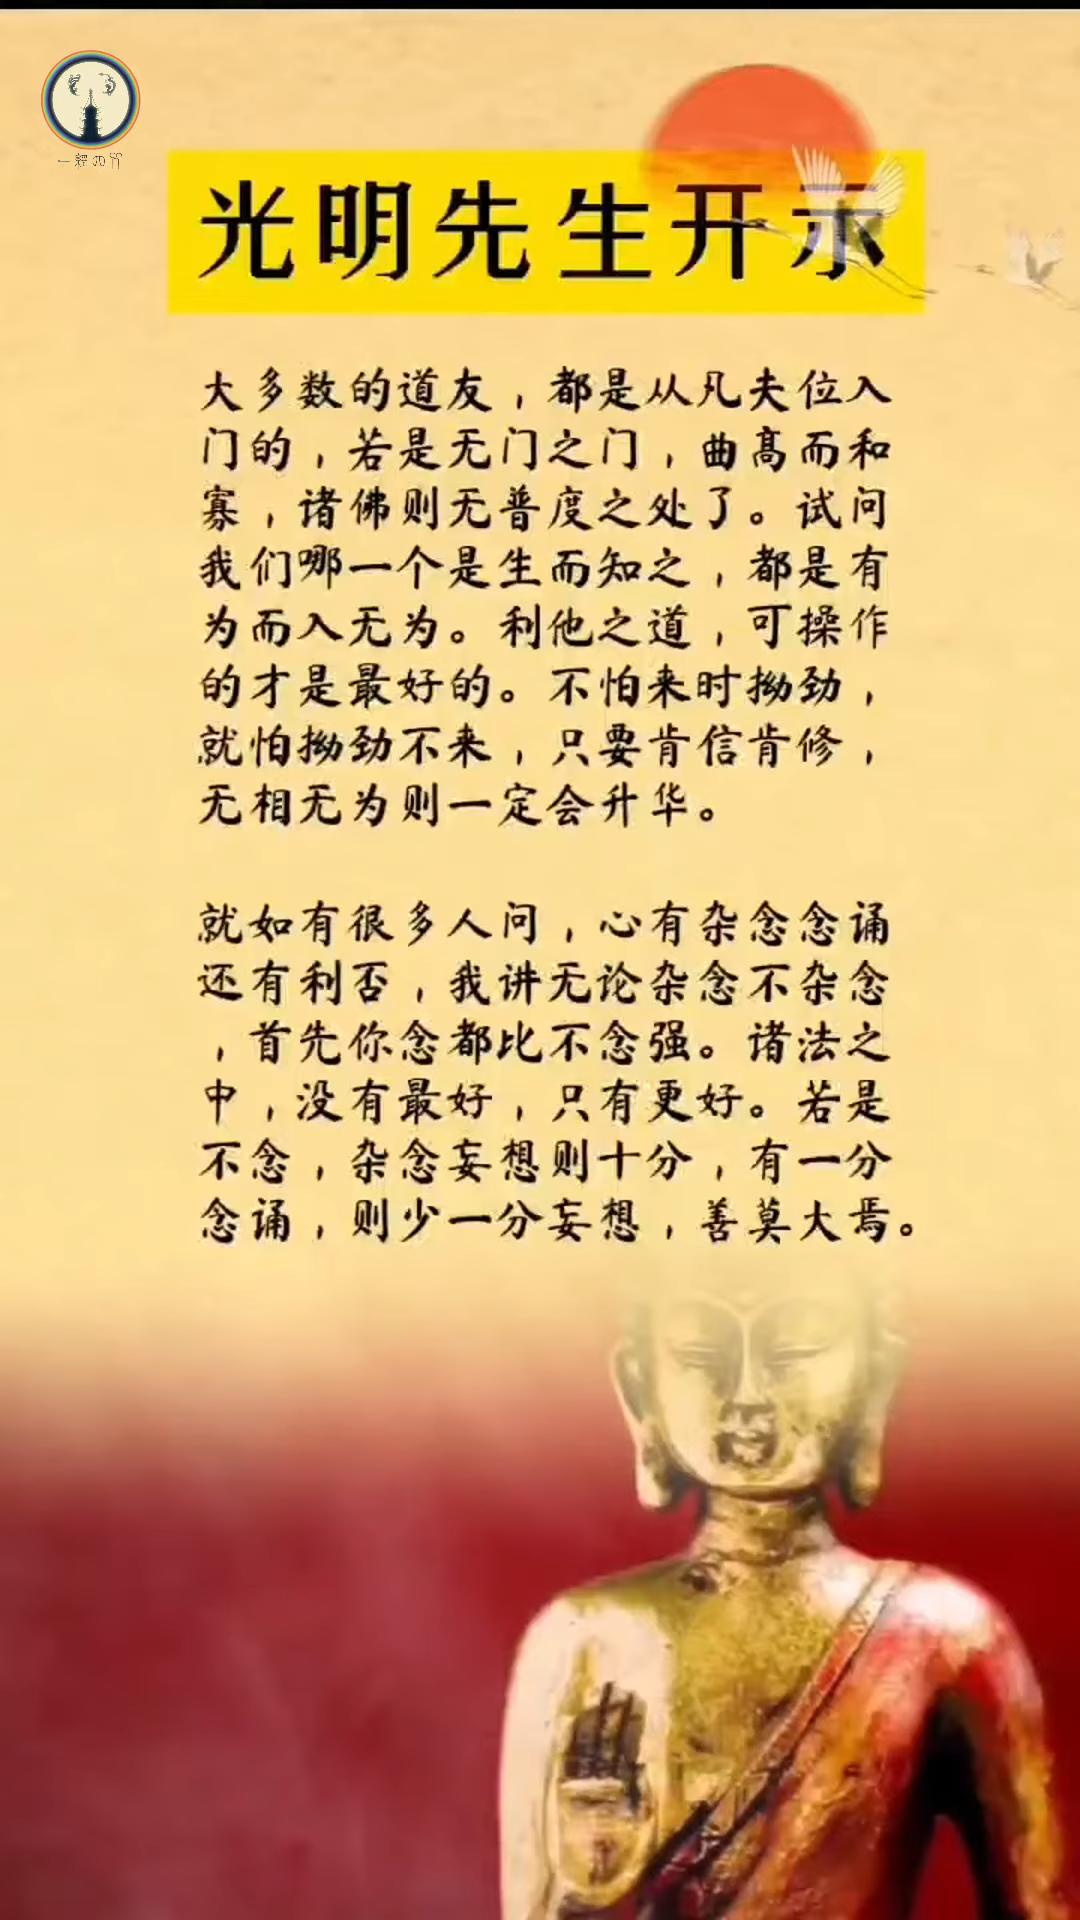 一程四行
光明先生开示
大多数的道友，都是从凡夫位入
门的，若是无门之门，曲高而和
寡，诸佛则无普度之处了。试问
我们哪一个是生而知之，都是有
为而入无为。利他之道，可操作
的才是最好的。不怕来时拗劲，
就怕拗劲不来，只要肯信肯修，
无相无为则一定会升华。
就如有很多人问，心有杂念念诵
还有利否，我讲无论杂念不杂念
，首先你念都比不念强。诸法之
中，没有最好，只有更好。若是
不念，杂念妄想则十分，有一分
念诵，则少一分妄想，善莫大焉。